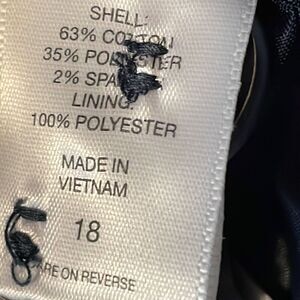 SHELL:
63% COTTON
35% POLYESTER
2% SPA
LINING:
100% POLYESTER
MADE IN
VIETNAM
18
ARE ON REVERSE